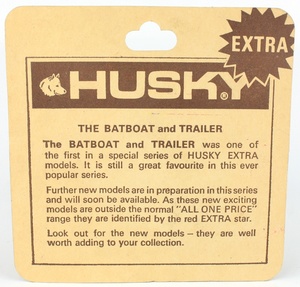 EXTRA
HUSKY®
THE BATBOAT and TRAILER
The BATBOAT and TRAILER was one of
the first in a special series of HUSKY EXTRA
models. It is still a great favourite in this ever
popular series.
Further new models are in preparation in this series
and will soon be available. As these new exciting
models are outside the normal "ALL ONE PRICE"
range they are identified by the red EXTRA star.
Look out for the new models – they are well
worth adding to your collection.